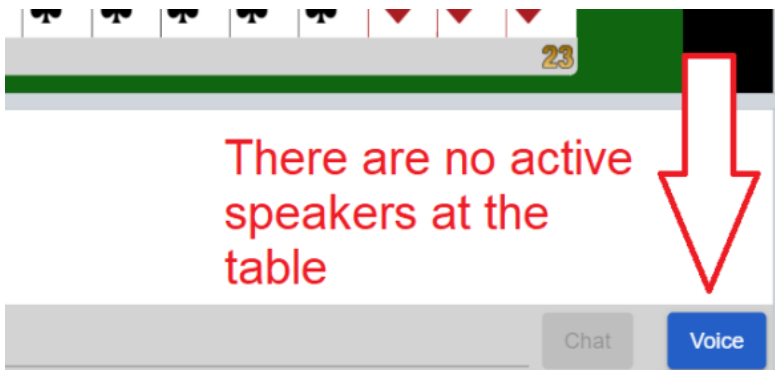 23
There are no active
speakers at the
table
Chat
Voice